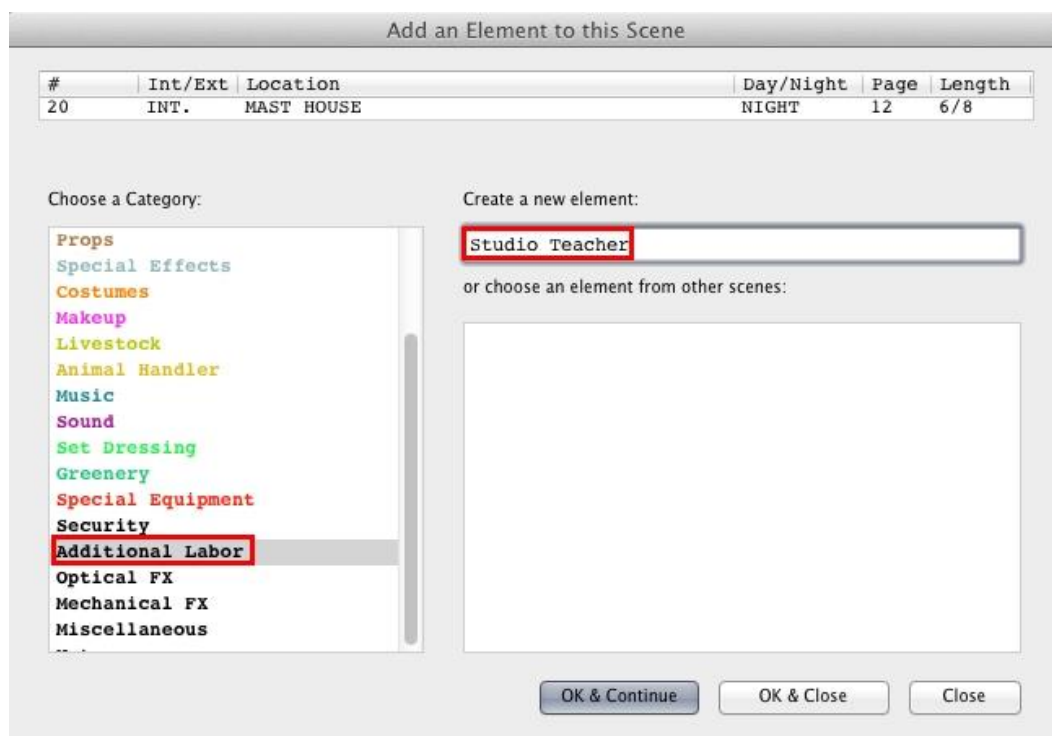 Add an Element to this Scene
# Int/Ext Location Day/Night Page Length
20 INT. MAST HOUSE NIGHT 12 6/8
Choose a Category:
Props
Special Effects
Costumes
Makeup
Livestock
Animal Handler
Music
Sound
Set Dressing
Greenery
Special Equipment
Security
Additional Labor
Optical FX
Mechanical FX
Miscellaneous
Create a new element:
Studio Teacher
or choose an element from other scenes:
OK & Continue
OK & Close
Close